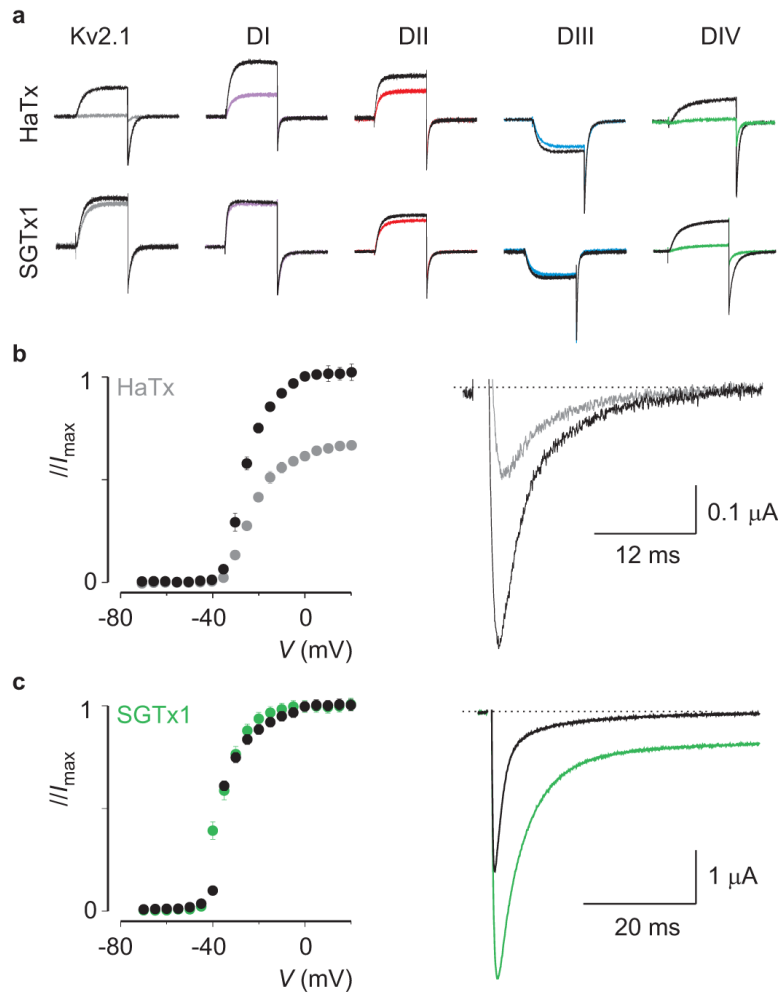 a
Kv2.1 DI DII DIII DIV
HaTx
SGTx1
b
1
HaTx
I/Imax
0
-80 -40 0
V (mV)
0.1 μA
12 ms
c
1
SGTx1
I/Imax
0
-80 -40 0
V (mV)
1 μA
20 ms